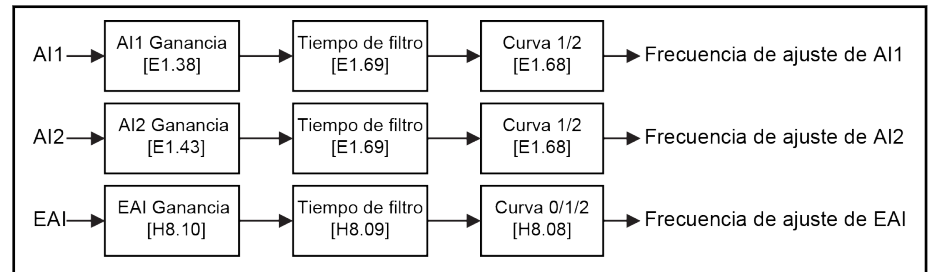 AI1
AI1 Ganancia
[E1.38]
Tiempo de filtro
[E1.69]
Curva 1/2
[E1.68]
Frecuencia de ajuste de AI1
AI2
AI2 Ganancia
[E1.43]
Tiempo de filtro
[E1.69]
Curva 1/2
[E1.68]
Frecuencia de ajuste de AI2
EAI
EAI Ganancia
[H8.10]
Tiempo de filtro
[H8.09]
Curva 0/1/2
[H8.08]
Frecuencia de ajuste de EAI